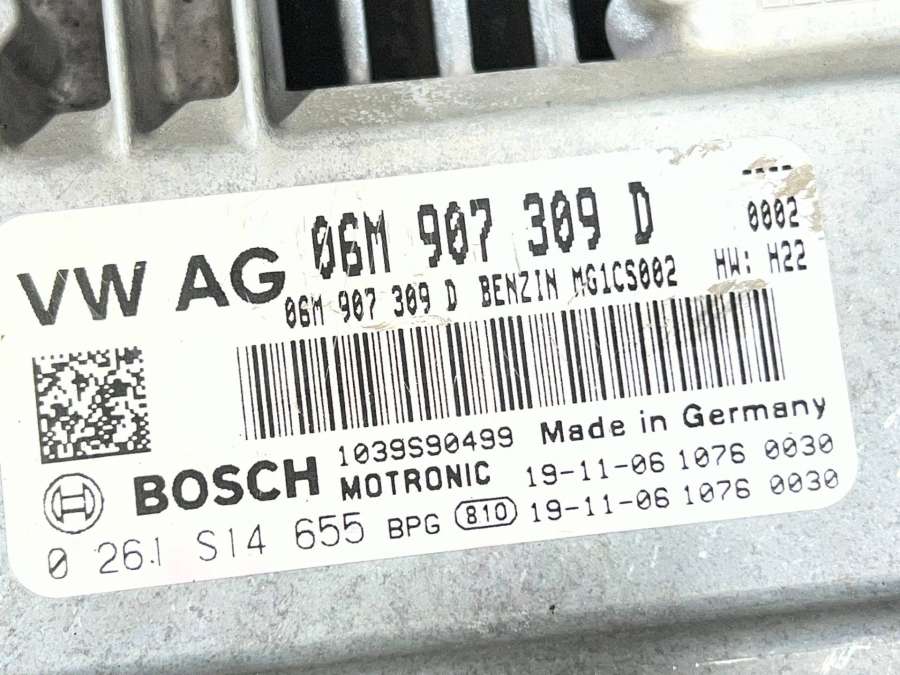 VW AG 06M 907 309 D
----
0002
06M 907 309 D BENZIN MG1CS002 HW: H22
1039S90499 Made in Germany
BOSCH MOTRONIC 19-11-06 1076 0030
0 261 S14 655 BPG 810 19-11-06 1076 0030